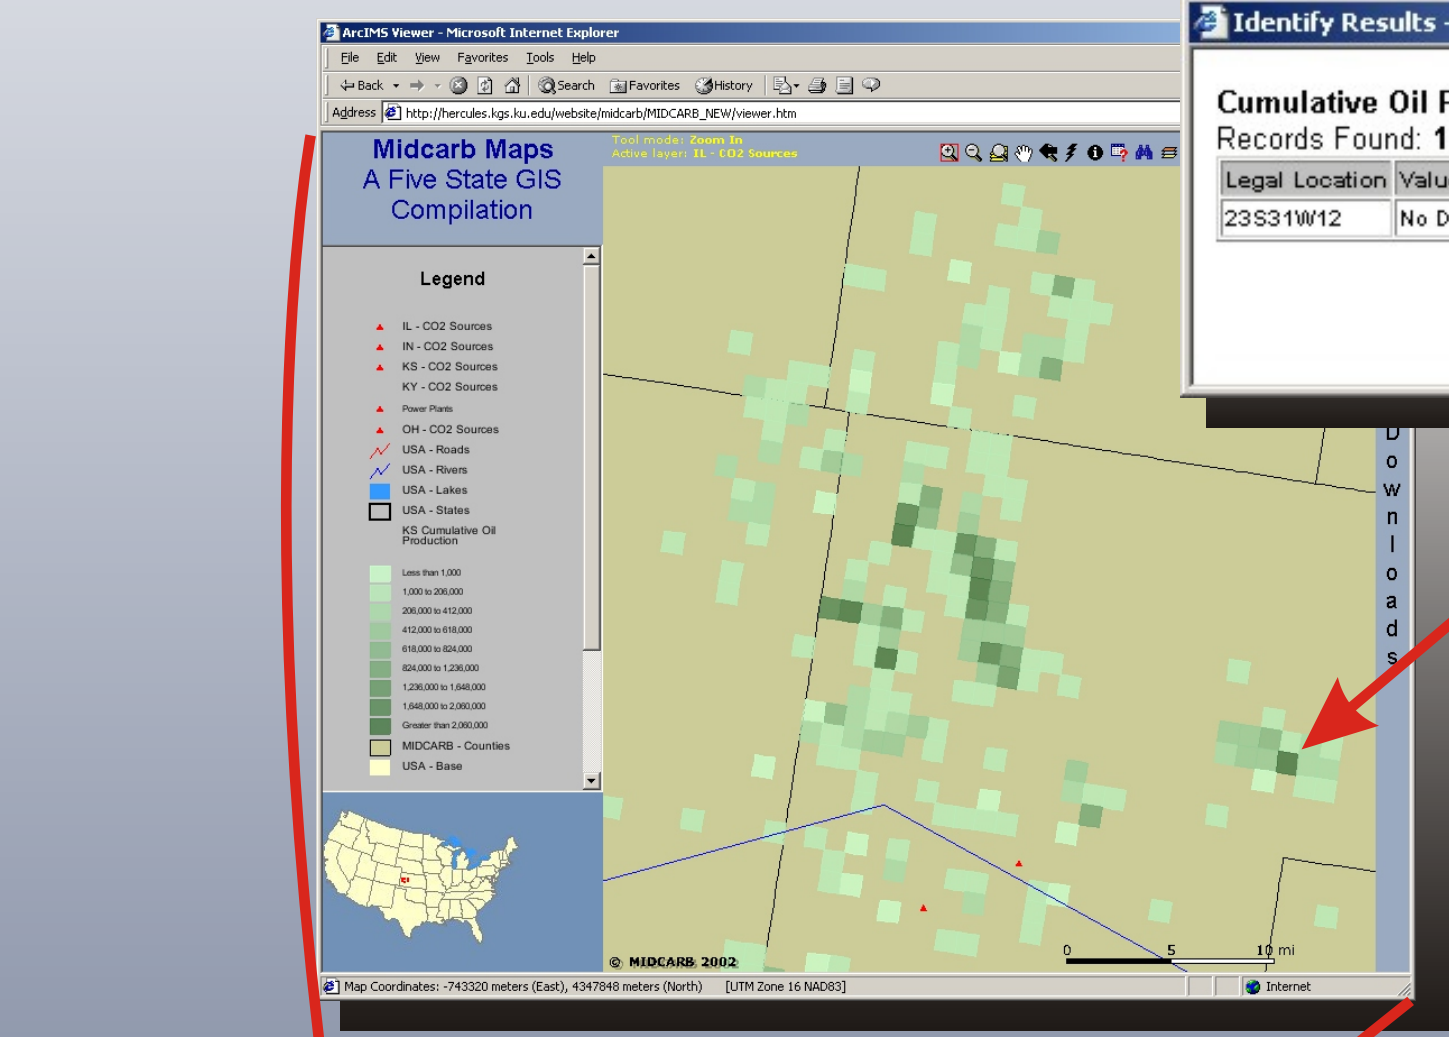 ArcIMS Viewer - Microsoft Internet Explorer
File Edit View Favorites Tools Help
Back Search Favorites History
Address http://hercules.kgs.ku.edu/website/midcarb/MIDCARB_NEW/viewer.htm
Midcarb Maps
A Five State GIS
Compilation
Tool mode: Zoom In
Active layer: IL - CO2 Sources
Legend
IL - CO2 Sources
IN - CO2 Sources
KS - CO2 Sources
KY - CO2 Sources
Power Plants
OH - CO2 Sources
USA - Roads
USA - Rivers
USA - Lakes
USA - States
KS Cumulative Oil
Production
Less than 1,000
1,000 to 206,000
206,000 to 412,000
412,000 to 618,000
618,000 to 824,000
824,000 to 1,236,000
1,236,000 to 1,648,000
1,648,000 to 2,060,000
Greater than 2,060,000
MIDCARB - Counties
USA - Base
© MIDCARB 2002
0 5 10 mi
Map Coordinates: -743320 meters (East), 4347848 meters (North) [UTM Zone 16 NAD83]
Internet
Downloads
Identify Results -
Cumulative Oil
Records Found: 1
Legal Location Valu
23S31W12 No D